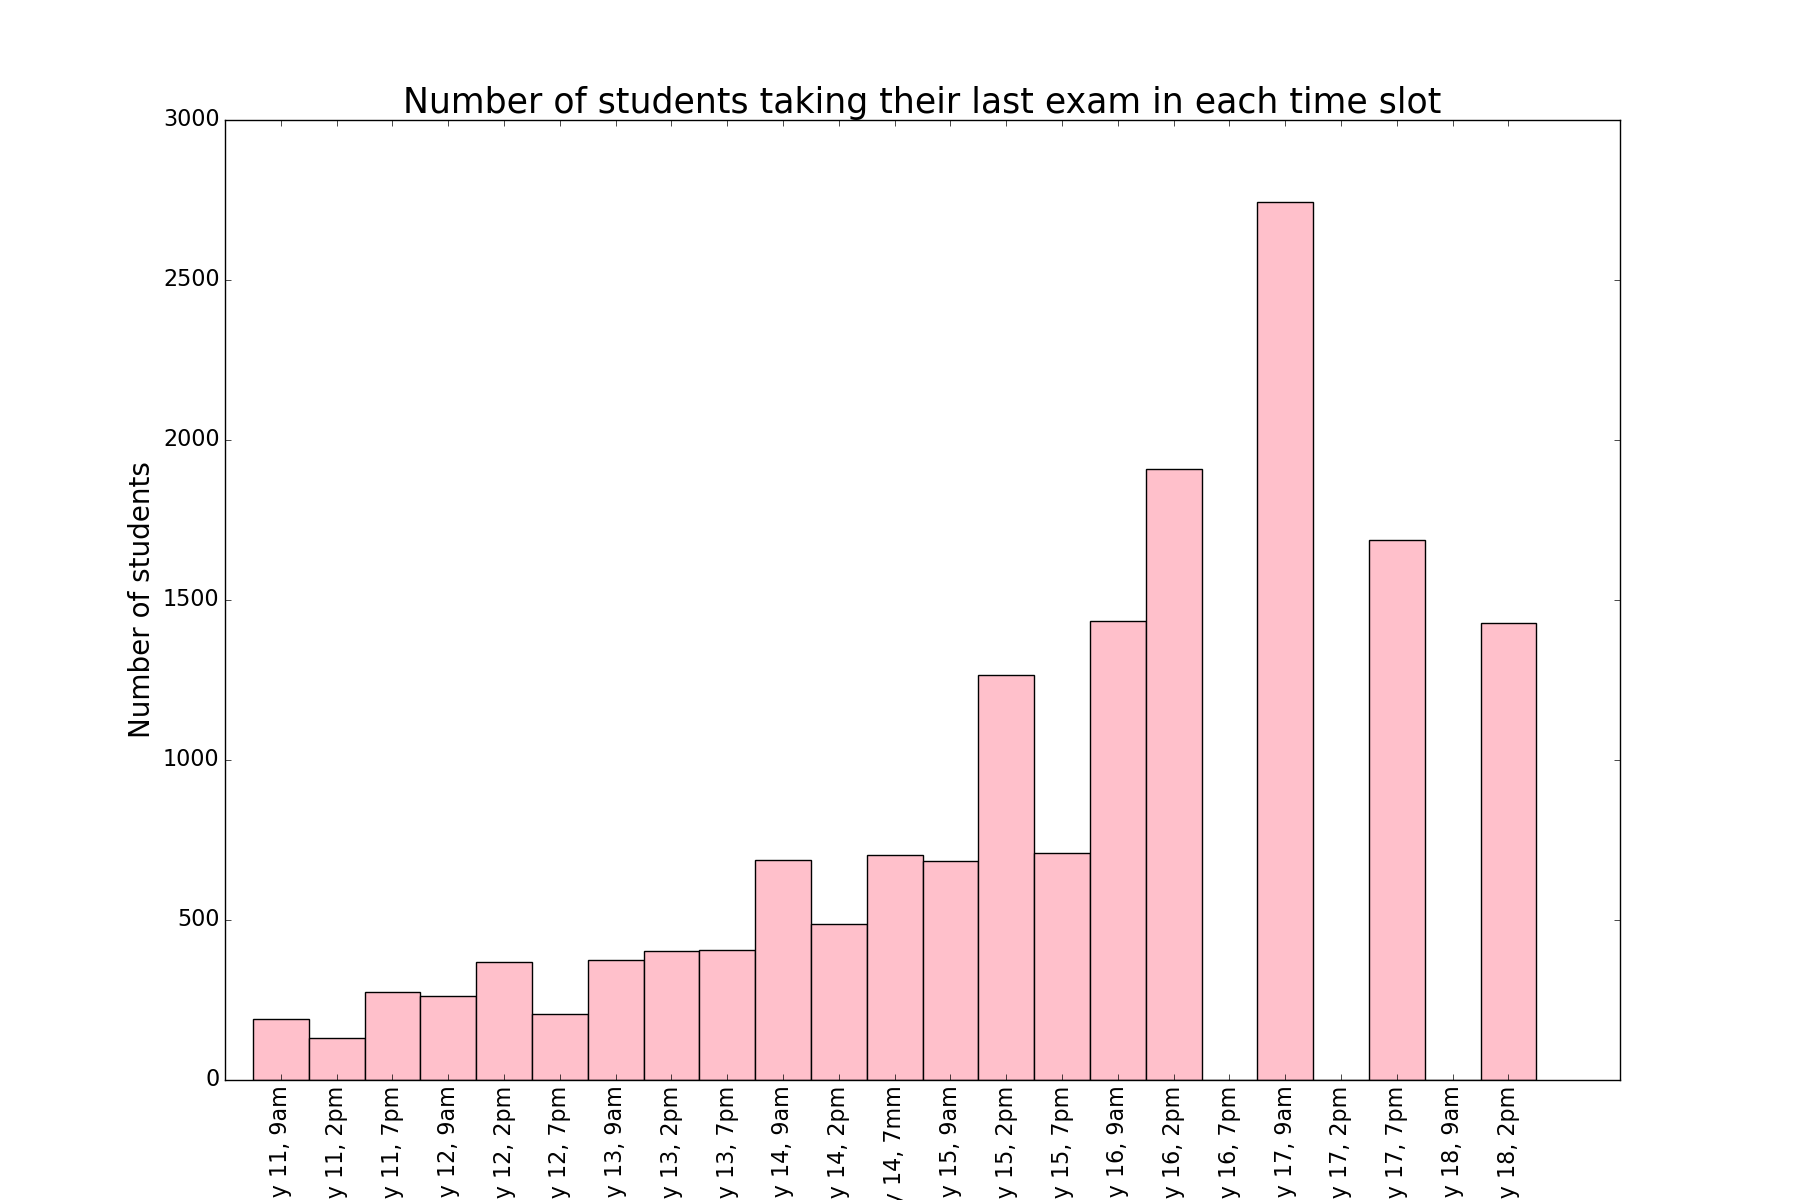 Number of students taking their last exam in each time slot
3000
2500
2000
1500
1000
500
0
Number of students
y 11, 9am
y 11, 2pm
y 11, 7pm
y 12, 9am
y 12, 2pm
y 12, 7pm
y 13, 9am
y 13, 2pm
y 13, 7pm
y 14, 9am
y 14, 2pm
y 14, 7mm
y 15, 9am
y 15, 2pm
y 15, 7pm
y 16, 9am
y 16, 2pm
y 16, 7pm
y 17, 9am
y 17, 2pm
y 17, 7pm
y 18, 9am
y 18, 2pm